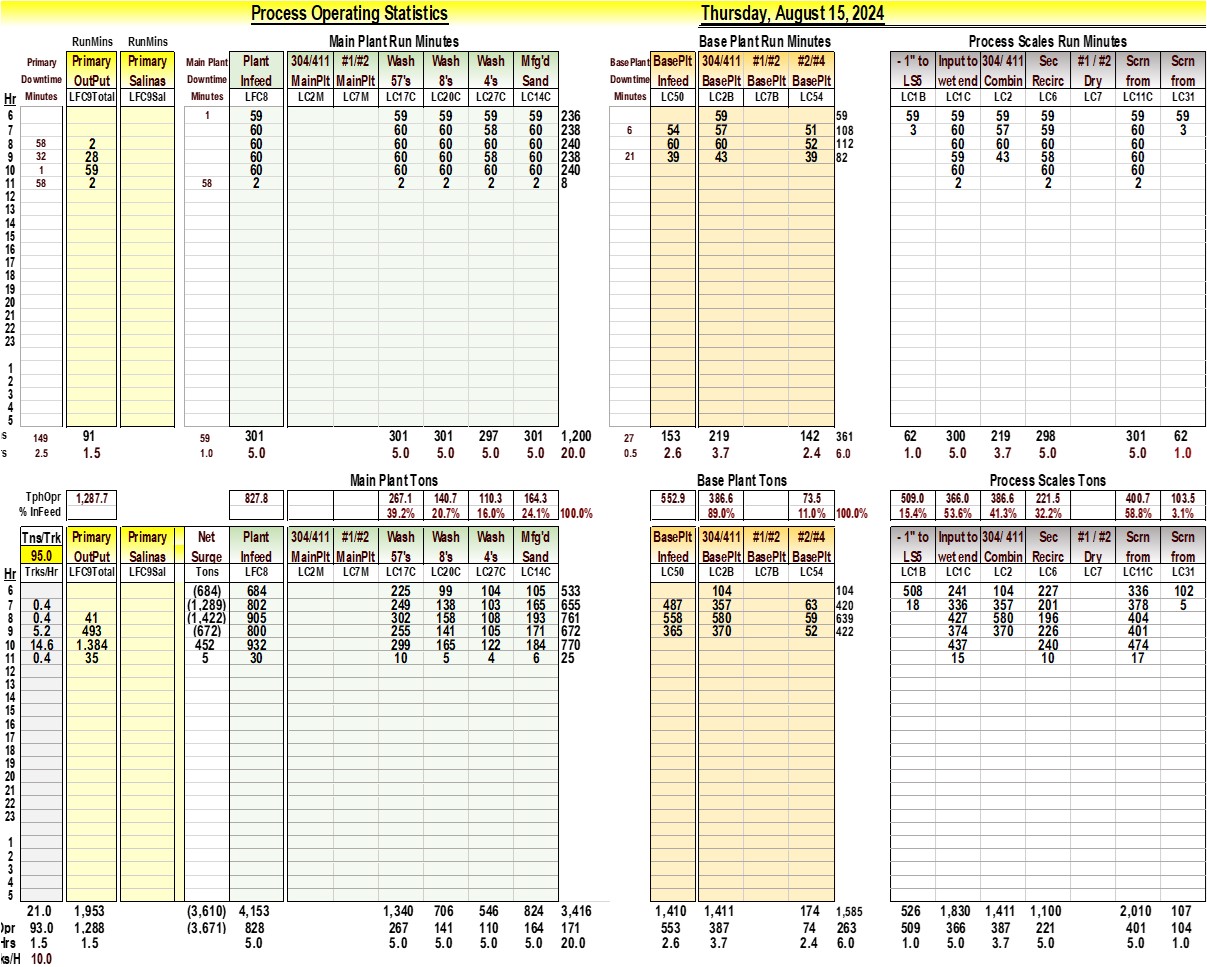 Process Operating Statistics Thursday, August 15, 2024
RunMins RunMins Main Plant Run Minutes Base Plant Run Minutes Process Scales Run Minutes
Primary Primary Primary Main Plant Plant 304/411 #1/#2 Wash Wash Wash Mfg'd BasePlant BasePlt 304/411 #1/#2 #2/#4 - 1" to Input to 304/ 411 Sec #1 / #2 Scrn Scrn
Downtime OutPut Salinas Downtime Infeed MainPlt MainPlt 57's 8's 4's Sand Downtime Infeed BasePlt BasePlt BasePlt LS5 wet end Combin Recirc Dry from from
Hr Minutes LFC9Total LFC9Sal Minutes LFC8 LC2M LC7M LC17C LC20C LC27C LC14C Minutes LC50 LC2B LC7B LC54 LC1B LC1C LC2 LC6 LC7 LC11C LC31
6 1 59 59 59 59 59 236 59 59 59 59 59 59 59 59
7 60 60 60 58 60 238 6 54 57 51 108 3 60 57 59 60 3
8 58 2 60 60 60 60 60 240 60 60 52 112 60 60 60 60
9 32 28 60 60 60 58 60 238 21 39 43 39 82 59 43 58 60
10 1 59 60 60 60 60 60 240 60 60 60
11 58 2 58 2 2 2 2 2 8 2 2 2
12
13
14
15
16
17
18
19
20
21
22
23
1
2
3
4
5
s 149 91 59 301 301 301 297 301 1,200 27 153 219 142 361 62 300 219 298 301 62
s 2.5 1.5 1.0 5.0 5.0 5.0 5.0 5.0 20.0 0.5 2.6 3.7 2.4 6.0 1.0 5.0 3.7 5.0 5.0 1.0
Main Plant Tons Base Plant Tons Process Scales Tons
TphOpr 1,287.7 827.8 267.1 140.7 110.3 164.3 552.9 386.6 73.5 509.0 366.0 386.6 221.5 400.7 103.5
% InFeed 39.2% 20.7% 16.0% 24.1% 100.0% 89.0% 11.0% 100.0% 15.4% 53.6% 41.3% 32.2% 58.8% 3.1%
Tns/Trk Primary Primary Net Plant 304/411 #1/#2 Wash Wash Wash Mfg'd BasePlt 304/411 #1/#2 #2/#4 - 1" to Input to 304/ 411 Sec #1 / #2 Scrn Scrn
95.0 OutPut Salinas Surge Infeed MainPlt MainPlt 57's 8's 4's Sand Infeed BasePlt BasePlt BasePlt LS5 wet end Combin Recirc Dry from from
Hr Trks/Hr LFC9Total LFC9Sal Tons LFC8 LC2M LC7M LC17C LC20C LC27C LC14C LC50 LC2B LC7B LC54 LC1B LC1C LC2 LC6 LC7 LC11C LC31
6 (684) 684 225 99 104 105 533 104 104 508 241 104 227 102
7 0.4 (1,289) 802 249 138 103 165 655 487 357 63 420 18 336 357 201 378 5
8 0.4 41 (1,422) 905 302 158 108 193 761 558 580 59 639 427 580 196 404
9 5.2 493 (672) 800 255 141 105 171 672 365 370 52 422 374 370 226 401
10 14.6 1.384 452 932 299 165 122 184 770 437 240 474
11 0.4 35 5 30 10 5 4 6 25 15 10 17
12
13
14
15
16
17
18
19
20
21
22
23
1
2
3
4
5
21.0 1,953 (3,610) 4,153 1,340 706 546 824 3,416 1,410 1,411 174 1,585 526 1,830 1,411 1,100 2,010 107
Opr 93.0 1,288 (3,671) 828 267 141 110 164 171 553 387 74 263 509 366 387 221 401 104
Hrs 1.5 1.5 5.0 5.0 5.0 5.0 5.0 20.0 2.6 3.7 2.4 6.0 1.0 5.0 3.7 5.0 5.0 1.0
ks/H 10.0